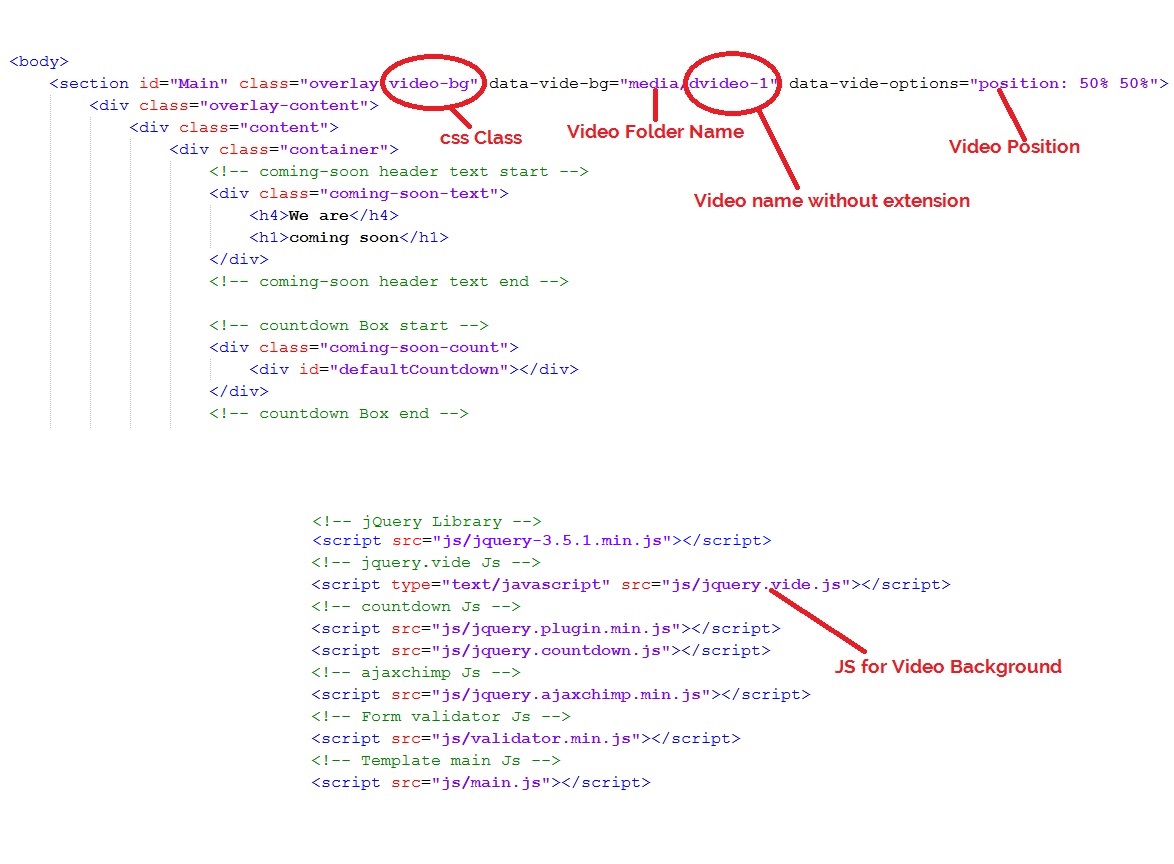 <body>
<section id="Main" class="overlay video-bg" data-vide-bg="media/dvideo-1" data-vide-options="position: 50% 50%">
<div class="overlay-content">
css Class
Video Folder Name
Video Position
<div class="content">
<div class="container">
<!-- coming-soon header text start -->
<div class="coming-soon-text">
Video name without extension
<h4>We are</h4>
<h1>coming soon</h1>
</div>
<!-- coming-soon header text end -->
<!-- countdown Box start -->
<div class="coming-soon-count">
<div id="defaultCountdown"></div>
</div>
<!-- countdown Box end -->
<!-- jQuery Library -->
<script src="js/jquery-3.5.1.min.js"></script>
<!-- jquery.vide Js -->
<script type="text/javascript" src="js/jquery.vide.js"></script>
<!-- countdown Js -->
<script src="js/jquery.plugin.min.js"></script>
<script src="js/jquery.countdown.js"></script>
JS for Video Background
<!-- ajaxchimp Js -->
<script src="js/jquery.ajaxchimp.min.js"></script>
<!-- Form validator Js -->
<script src="js/validator.min.js"></script>
<!-- Template main Js -->
<script src="js/main.js"></script>